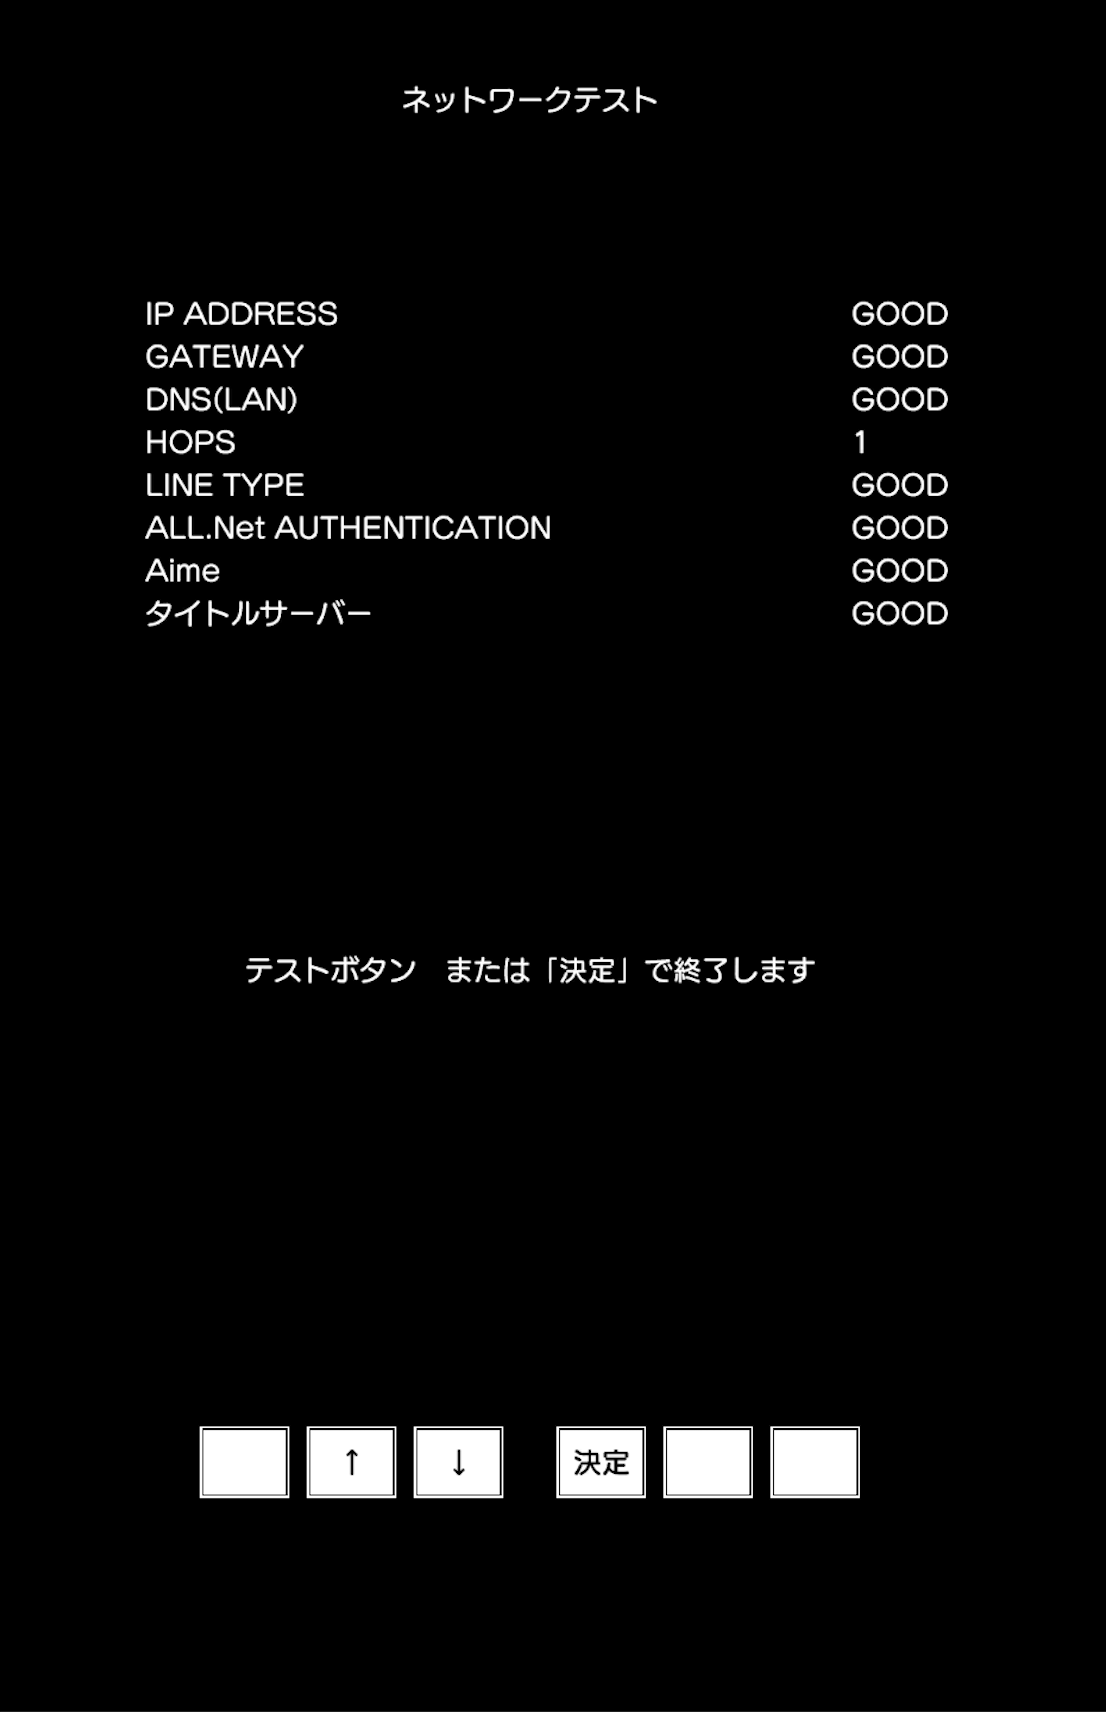 ネットワークテスト
IP ADDRESS GOOD
GATEWAY GOOD
DNS(LAN) GOOD
HOPS 1
LINE TYPE GOOD
ALL.Net AUTHENTICATION GOOD
Aime GOOD
タイトルサーバー GOOD
テストボタン　または「決定」で終了します
↑ ↓ 決定